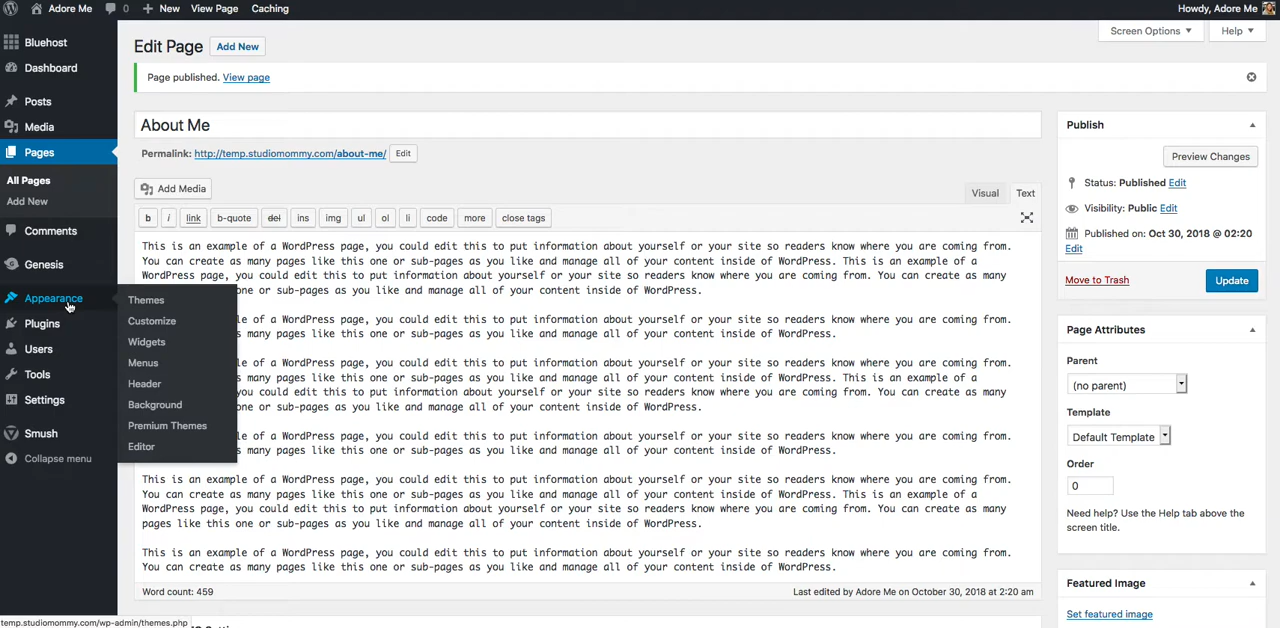 Adore Me 0 New View Page Caching Howdy, Adore Me
Screen Options Help
Bluehost
Dashboard
Posts
Media
Pages
All Pages
Add New
Comments
Genesis
Appearance
Plugins
Users
Tools
Settings
Smush
Collapse menu
Themes
Customize
Widgets
Menus
Header
Background
Premium Themes
Editor
Edit Page Add New
Page published. View page
About Me
Permalink: http://temp.studiomommy.com/about-me/ Edit
Add Media Visual Text
b i link b-quote del ins img ul ol li code more close tags
This is an example of a WordPress page, you could edit this to put information about yourself or your site so readers know where you are coming from.
You can create as many pages like this one or sub-pages as you like and manage all of your content inside of WordPress. This is an example of a
WordPress page, you could edit this to put information about yourself or your site so readers know where you are coming from. You can create as many
one or sub-pages as you like and manage all of your content inside of WordPress.
e of a WordPress page, you could edit this to put information about yourself or your site so readers know where you are coming from.
s many pages like this one or sub-pages as you like and manage all of your content inside of WordPress.
e of a WordPress page, you could edit this to put information about yourself or your site so readers know where you are coming from.
s many pages like this one or sub-pages as you like and manage all of your content inside of WordPress. This is an example of a
ou could edit this to put information about yourself or your site so readers know where you are coming from. You can create as many
one or sub-pages as you like and manage all of your content inside of WordPress.
e of a WordPress page, you could edit this to put information about yourself or your site so readers know where you are coming from.
s many pages like this one or sub-pages as you like and manage all of your content inside of WordPress.
This is an example of a WordPress page, you could edit this to put information about yourself or your site so readers know where you are coming from.
You can create as many pages like this one or sub-pages as you like and manage all of your content inside of WordPress. This is an example of a
WordPress page, you could edit this to put information about yourself or your site so readers know where you are coming from. You can create as many
pages like this one or sub-pages as you like and manage all of your content inside of WordPress.
This is an example of a WordPress page, you could edit this to put information about yourself or your site so readers know where you are coming from.
You can create as many pages like this one or sub-pages as you like and manage all of your content inside of WordPress.
Word count: 459 Last edited by Adore Me on October 30, 2018 at 2:20 am
Publish
Preview Changes
Status: Published Edit
Visibility: Public Edit
Published on: Oct 30, 2018 @ 02:20
Edit
Move to Trash Update
Page Attributes
Parent
(no parent)
Template
Default Template
Order
0
Need help? Use the Help tab above the
screen title.
Featured Image
Set featured image
temp.studiomommy.com/wp-admin/themes.php